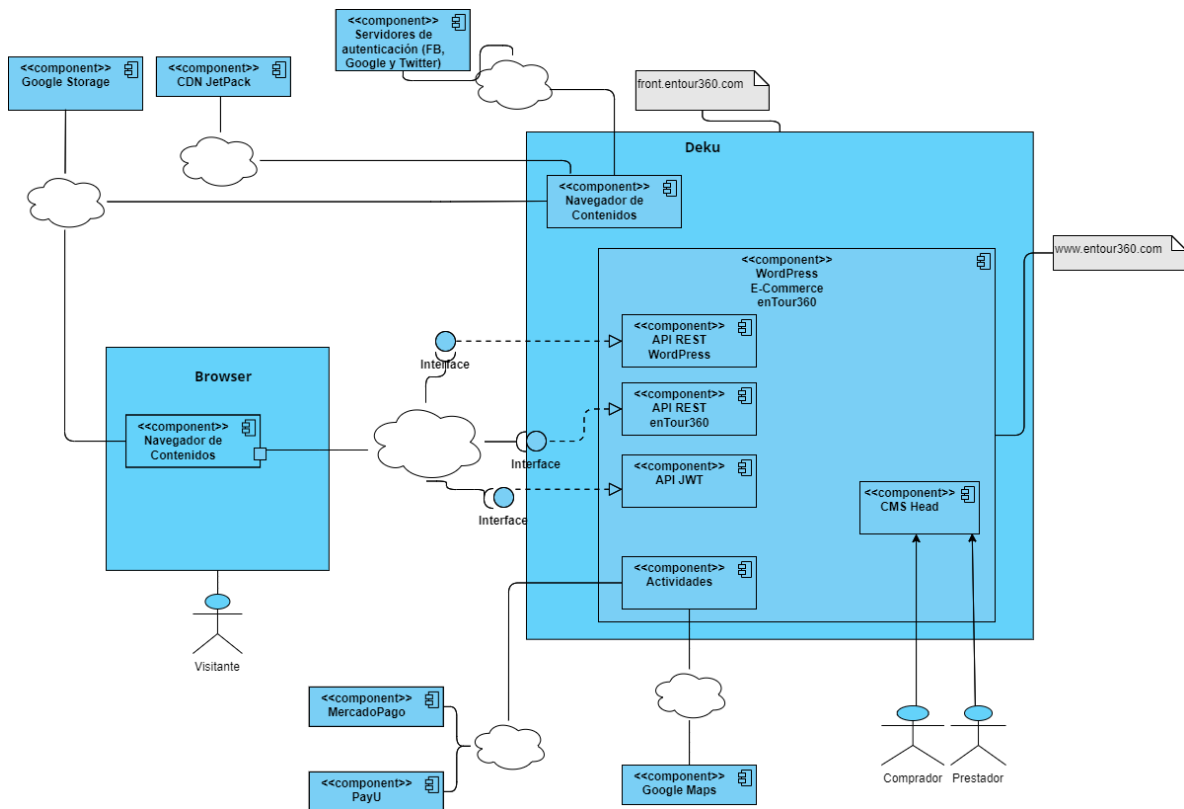 <<component>>
Servidores de
autenticación (FB,
Google y Twitter)
<<component>>
Google Storage
<<component>>
CDN JetPack
front.entour360.com
Deku
<<component>>
Navegador de
Contenidos
www.entour360.com
<<component>>
WordPress
E-Commerce
enTour360
<<component>>
API REST
WordPress
Interface
Browser
<<component>>
API REST
enTour360
<<component>>
Navegador de
Contenidos
Interface
<<component>>
API JWT
Interface
<<component>>
CMS Head
<<component>>
Actividades
Visitante
<<component>>
MercadoPago
<<component>>
PayU
<<component>>
Google Maps
Comprador
Prestador